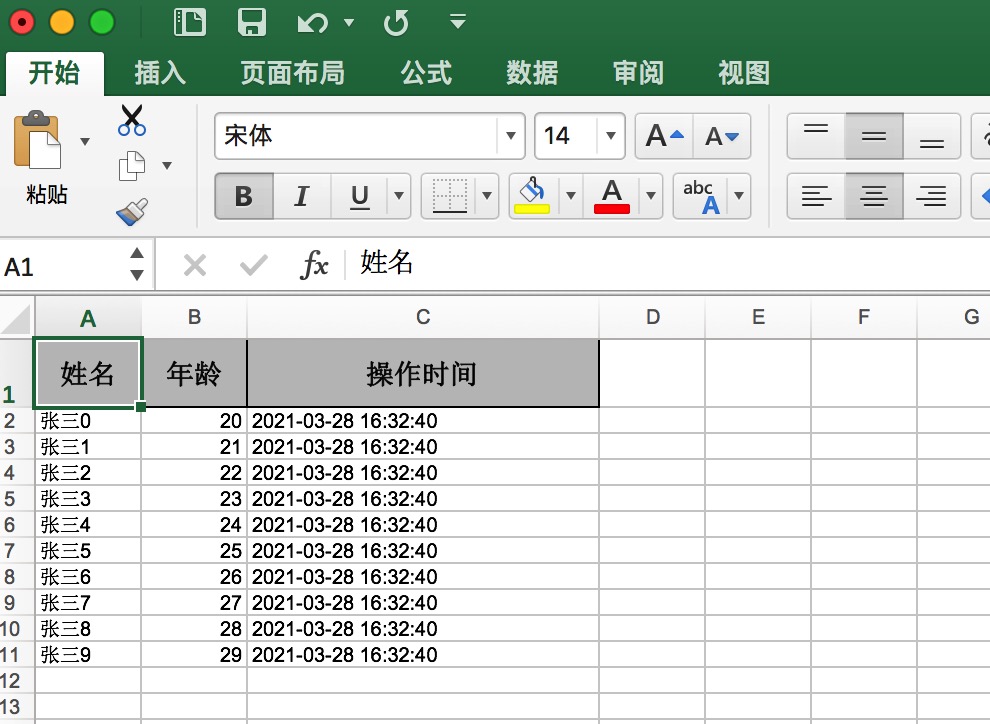 开始 插入 页面布局 公式 数据 审阅 视图
宋体 14 A A
粘贴
B I U A abc A
A1 fx 姓名
A B C D E F G
1 姓名 年龄 操作时间
2 张三0 20 2021-03-28 16:32:40
3 张三1 21 2021-03-28 16:32:40
4 张三2 22 2021-03-28 16:32:40
5 张三3 23 2021-03-28 16:32:40
6 张三4 24 2021-03-28 16:32:40
7 张三5 25 2021-03-28 16:32:40
8 张三6 26 2021-03-28 16:32:40
9 张三7 27 2021-03-28 16:32:40
10 张三8 28 2021-03-28 16:32:40
11 张三9 29 2021-03-28 16:32:40
12
13